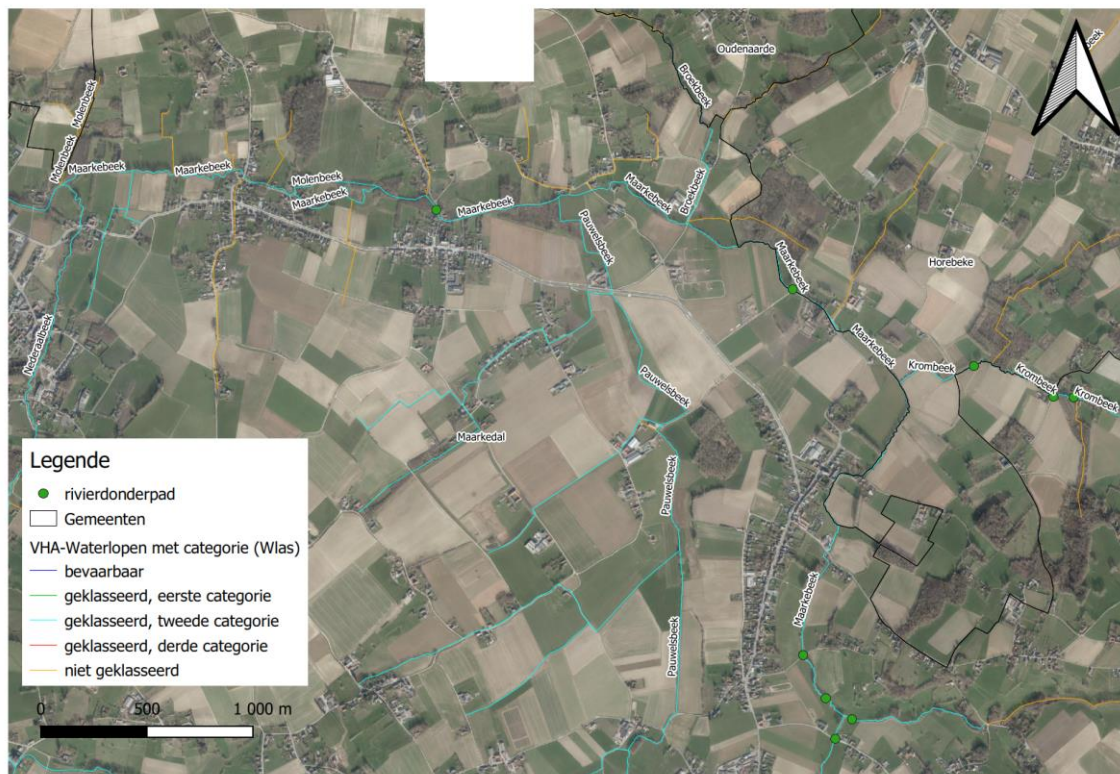 Oudenaarde
beek
Broekbeek
Molenbeek
Molenbeek
Maarkebeek
Maarkebeek
Molenbeek
Maarkebeek
Maarkebeek
Maarkebeek
Broekbeek
Pauwelsbeek
Maarkebeek
Horebeke
Nederaalbeek
Maarkebeek
Krombeek
Krombeek
Krombeek
Pauwelsbeek
Maarkedal
Pauwelsbeek
Maarkebeek
Pauwelsbeek
Legende
rivierdonderpad
Gemeenten
VHA-Waterlopen met categorie (Wlas)
bevaarbaar
geklasseerd, eerste categorie
geklasseerd, tweede categorie
geklasseerd, derde categorie
niet geklasseerd
0 500 1 000 m